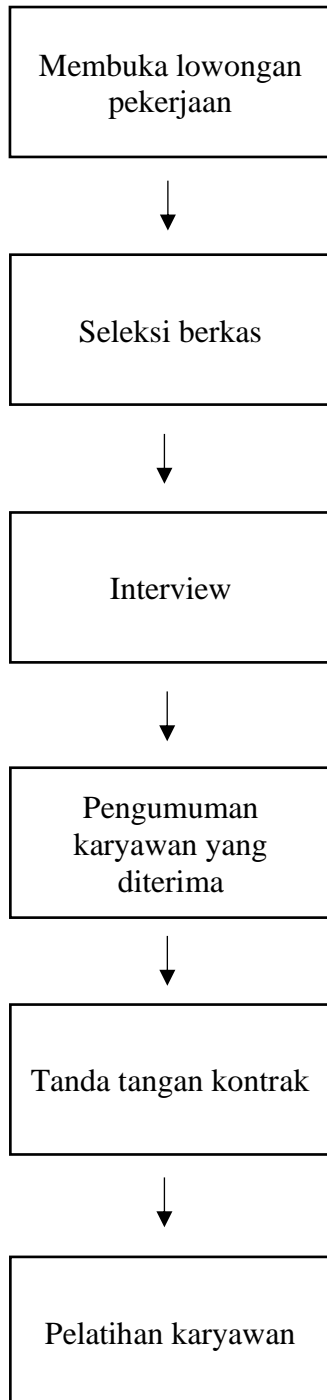 Membuka lowongan
pekerjaan
Seleksi berkas
Interview
Pengumuman
karyawan yang
diterima
Tanda tangan kontrak
Pelatihan karyawan